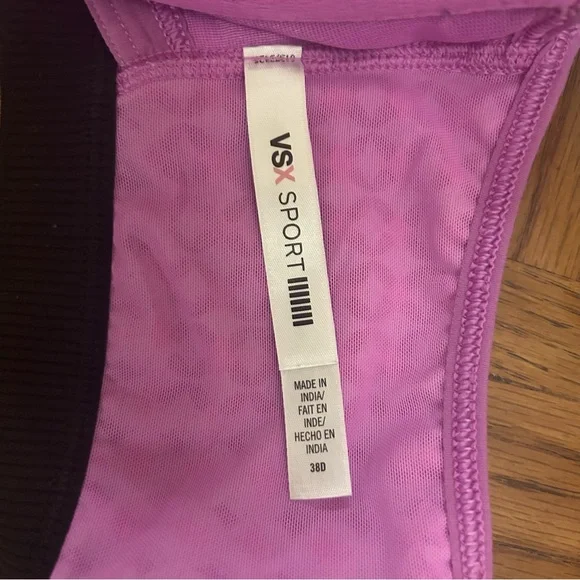 VSX SPORT
MADE IN
INDIA/
FAIT EN
INDE/
HECHO EN
INDIA
38D